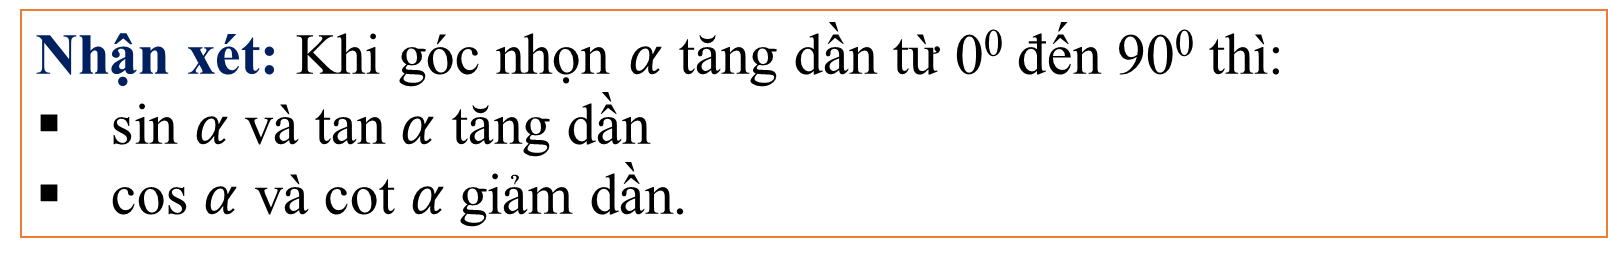 Nhận xét: Khi góc nhọn 𝛼 tăng dần từ 0⁰ đến 90⁰ thì:
▪ sin 𝛼 và tan 𝛼 tăng dần
▪ cos 𝛼 và cot 𝛼 giảm dần.